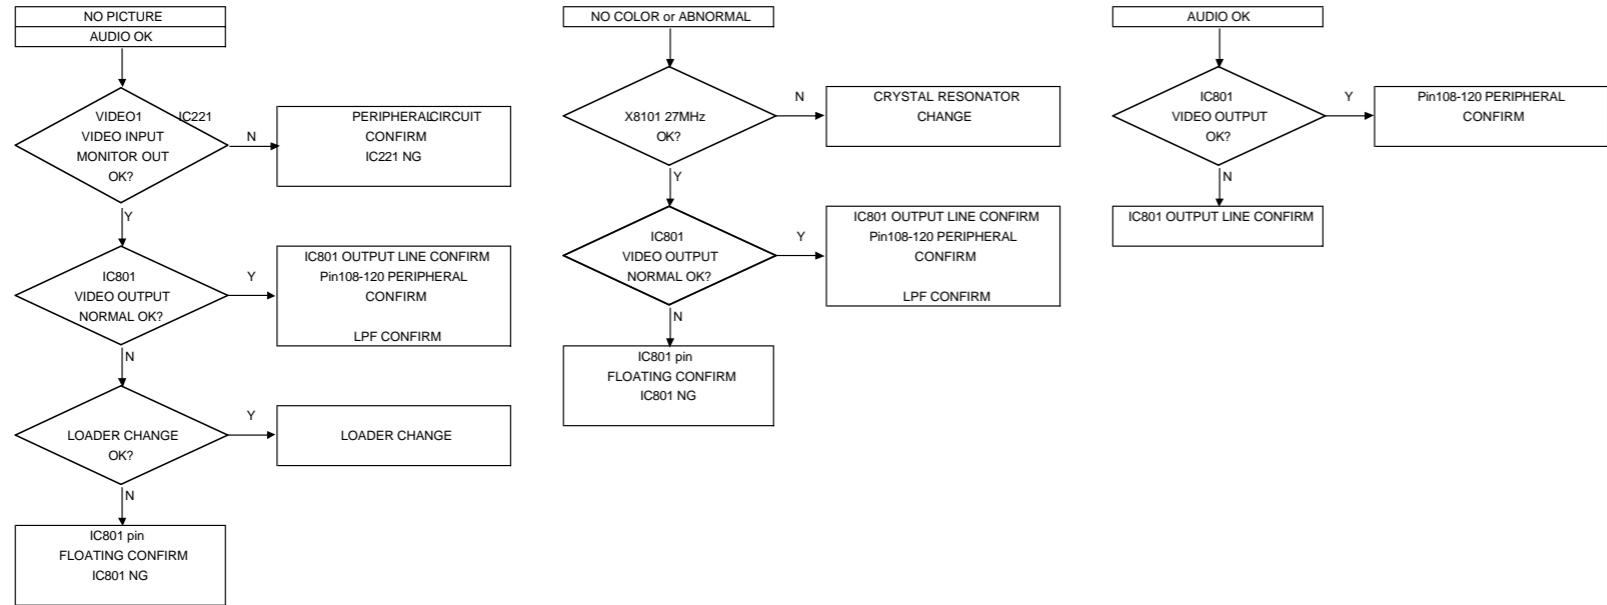 NO PICTURE
AUDIO OK
VIDEO1
VIDEO INPUT
MONITOR OUT
OK?
N
IC221
PERIPHERAL CIRCUIT
CONFIRM
IC221 NG
Y
IC801
VIDEO OUTPUT
NORMAL OK?
Y
IC801 OUTPUT LINE CONFIRM
Pin108-120 PERIPHERAL
CONFIRM
LPF CONFIRM
N
LOADER CHANGE
OK?
Y
LOADER CHANGE
N
IC801 pin
FLOATING CONFIRM
IC801 NG
NO COLOR or ABNORMAL
X8101 27MHz
OK?
N
CRYSTAL RESONATOR
CHANGE
Y
IC801
VIDEO OUTPUT
NORMAL OK?
Y
IC801 OUTPUT LINE CONFIRM
Pin108-120 PERIPHERAL
CONFIRM
LPF CONFIRM
N
IC801 pin
FLOATING CONFIRM
IC801 NG
AUDIO OK
IC801
VIDEO OUTPUT
OK?
Y
Pin108-120 PERIPHERAL
CONFIRM
N
IC801 OUTPUT LINE CONFIRM